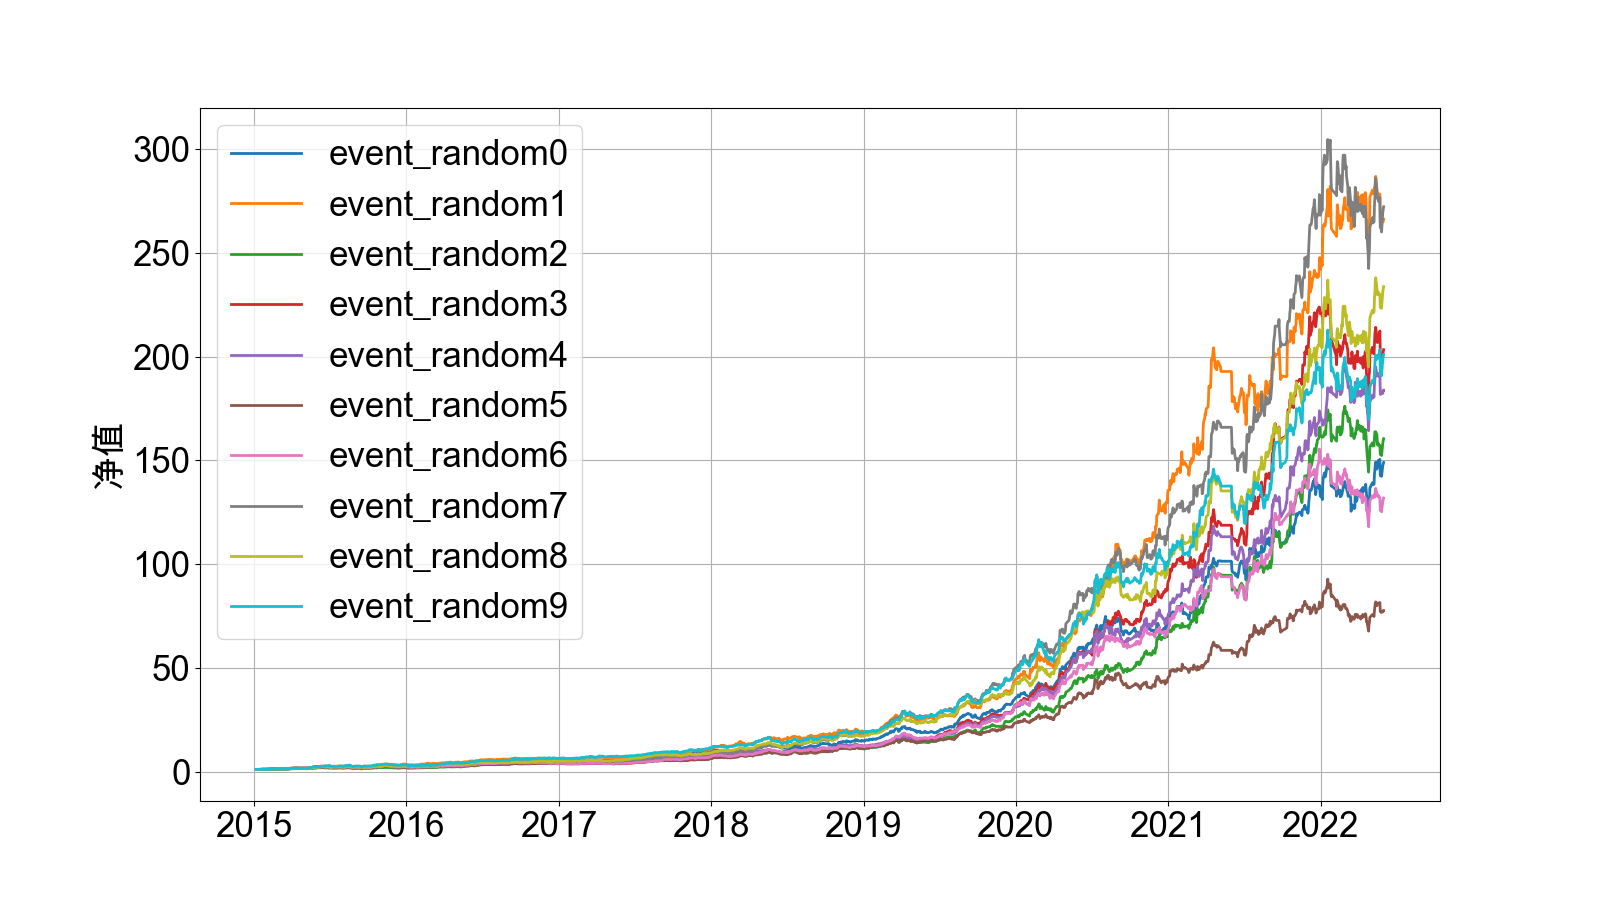 300
250
200
150
100
50
0
净值
event_random0
event_random1
event_random2
event_random3
event_random4
event_random5
event_random6
event_random7
event_random8
event_random9
2015 2016 2017 2018 2019 2020 2021 2022